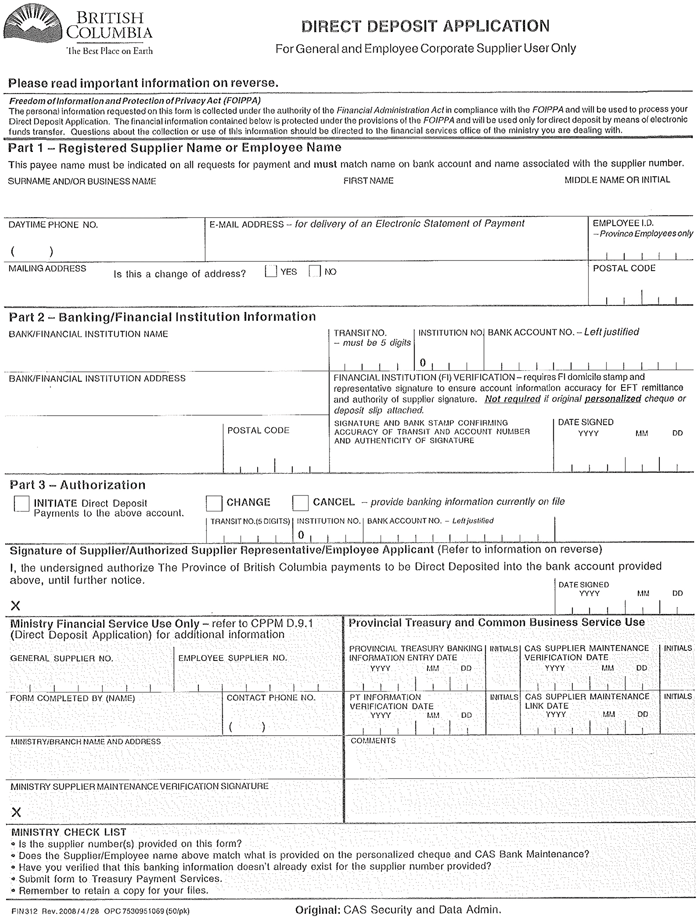 BRITISH
COLUMBIA
The Best Place on Earth
DIRECT DEPOSIT APPLICATION
For General and Employee Corporate Supplier User Only
Please read important information on reverse.
Freedom of Information and Protection of Privacy Act (FOIPPA)
The personal information requested on this form is collected under the authority of the Financial Administration Act in compliance with the FOIPPA and will be used to process your
Direct Deposit Application. The financial information contained below is protected under the provisions of the FOIPPA and will be used only for direct deposit by means of electronic
funds transfer. Questions about the collection or use of this information should be directed to the financial services office of the ministry you are dealing with.
Part 1 – Registered Supplier Name or Employee Name
This payee name must be indicated on all requests for payment and must match name on bank account and name associated with the supplier number.
SURNAME AND/OR BUSINESS NAME FIRST NAME MIDDLE NAME OR INITIAL
DAYTIME PHONE NO. E-MAIL ADDRESS – for delivery of an Electronic Statement of Payment EMPLOYEE I.D.
– Province Employees only
( )
MAILING ADDRESS Is this a change of address? YES NO POSTAL CODE
Part 2 – Banking/Financial Institution Information
BANK/FINANCIAL INSTITUTION NAME TRANSIT NO. INSTITUTION NO. BANK ACCOUNT NO. – Left justified
– must be 5 digits
0
BANK/FINANCIAL INSTITUTION ADDRESS FINANCIAL INSTITUTION (FI) VERIFICATION – requires FI domicile stamp and
representative signature to ensure account information accuracy for EFT remittance
and authority of supplier signature. Not required if original personalized cheque or
deposit slip attached.
POSTAL CODE SIGNATURE AND BANK STAMP CONFIRMING DATE SIGNED
ACCURACY OF TRANSIT AND ACCOUNT NUMBER YYYY MM DD
AND AUTHENTICITY OF SIGNATURE
Part 3 – Authorization
INITIATE Direct Deposit CHANGE CANCEL – provide banking information currently on file
Payments to the above account.
TRANSIT NO. (5 DIGITS) INSTITUTION NO. BANK ACCOUNT NO. – Left justified
0
Signature of Supplier/Authorized Supplier Representative/Employee Applicant (Refer to information on reverse)
I, the undersigned authorize The Province of British Columbia payments to be Direct Deposited into the bank account provided
above, until further notice.
DATE SIGNED
YYYY MM DD
X
Ministry Financial Service Use Only – refer to CPPM D.9.1 Provincial Treasury and Common Business Service Use
(Direct Deposit Application) for additional information
GENERAL SUPPLIER NO. EMPLOYEE SUPPLIER NO. PROVINCIAL TREASURY BANKING INITIALS CAS SUPPLIER MAINTENANCE INITIALS
INFORMATION ENTRY DATE VERIFICATION DATE
YYYY MM DD YYYY MM DD
FORM COMPLETED BY (NAME) CONTACT PHONE NO. PT INFORMATION INITIALS CAS SUPPLIER MAINTENANCE INITIALS
VERIFICATION DATE LINK DATE
YYYY MM DD YYYY MM DD
( )
MINISTRY/BRANCH NAME AND ADDRESS COMMENTS
MINISTRY SUPPLIER MAINTENANCE VERIFICATION SIGNATURE
X
MINISTRY CHECK LIST
• Is the supplier number(s) provided on this form?
• Does the Supplier/Employee name above match what is provided on the personalized cheque and CAS Bank Maintenance?
• Have you verified that this banking information doesn't already exist for the supplier number provided?
• Submit form to Treasury Payment Services.
• Remember to retain a copy for your files.
FIN312 Rev. 2008/4/28 OPC 7530951069 (50/pk) Original: CAS Security and Data Admin.